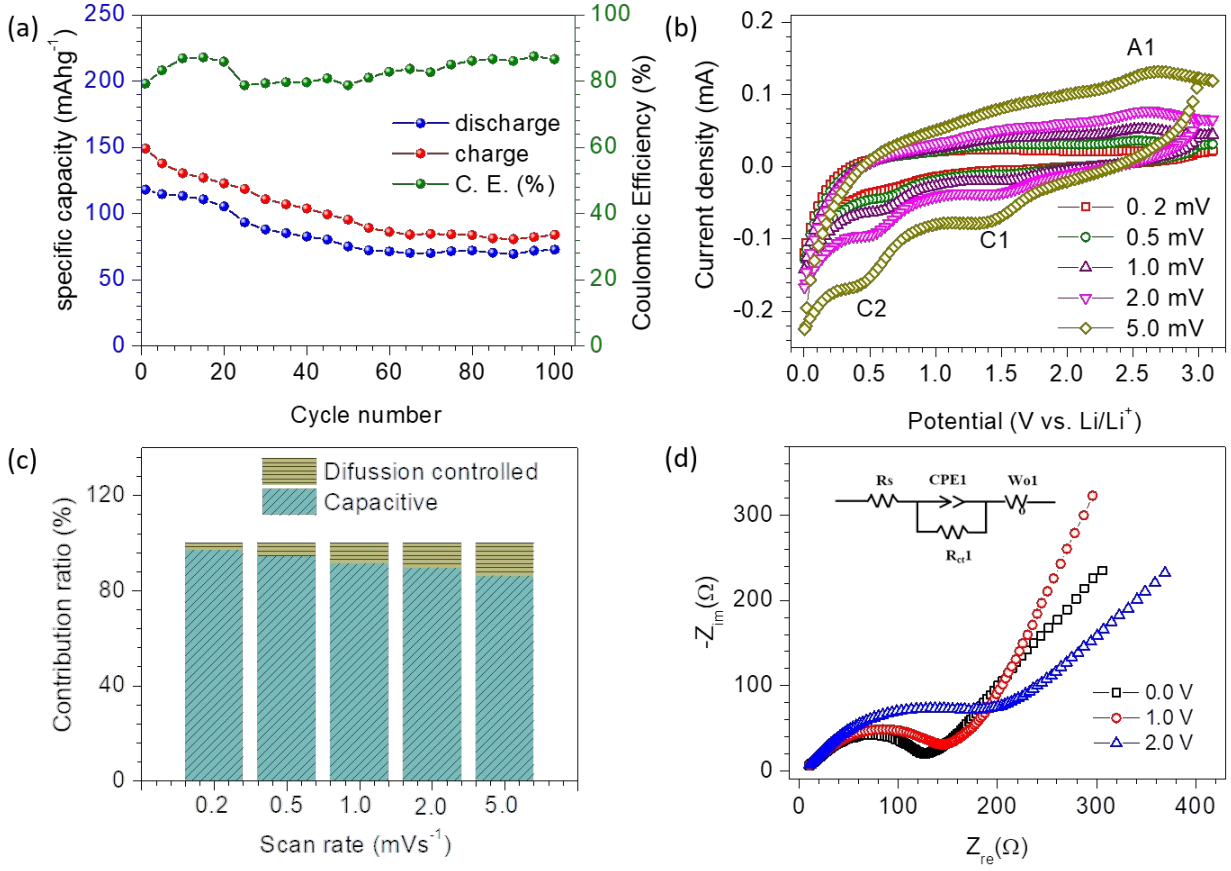 (a)
250
200
150
100
50
0
specific capacity (mAhg⁻¹)
100
80
60
40
20
0
Coulombic Efficiency (%)
discharge
charge
C. E. (%)
0 20 40 60 80 100
Cycle number
(b)
0.2
0.1
0.0
-0.1
-0.2
Current density (mA)
A1
C1
C2
0. 2 mV
0.5 mV
1.0 mV
2.0 mV
5.0 mV
0.0 0.5 1.0 1.5 2.0 2.5 3.0
Potential (V vs. Li/Li⁺)
(c)
Difussion controlled
Capacitive
120
80
40
0
Contribution ratio (%)
0.2 0.5 1.0 2.0 5.0
Scan rate (mVs⁻¹)
(d)
Rs CPE1 Wo1
Rct1
300
200
100
0
-Zim(Ω)
0.0 V
1.0 V
2.0 V
0 100 200 300 400
Zre(Ω)